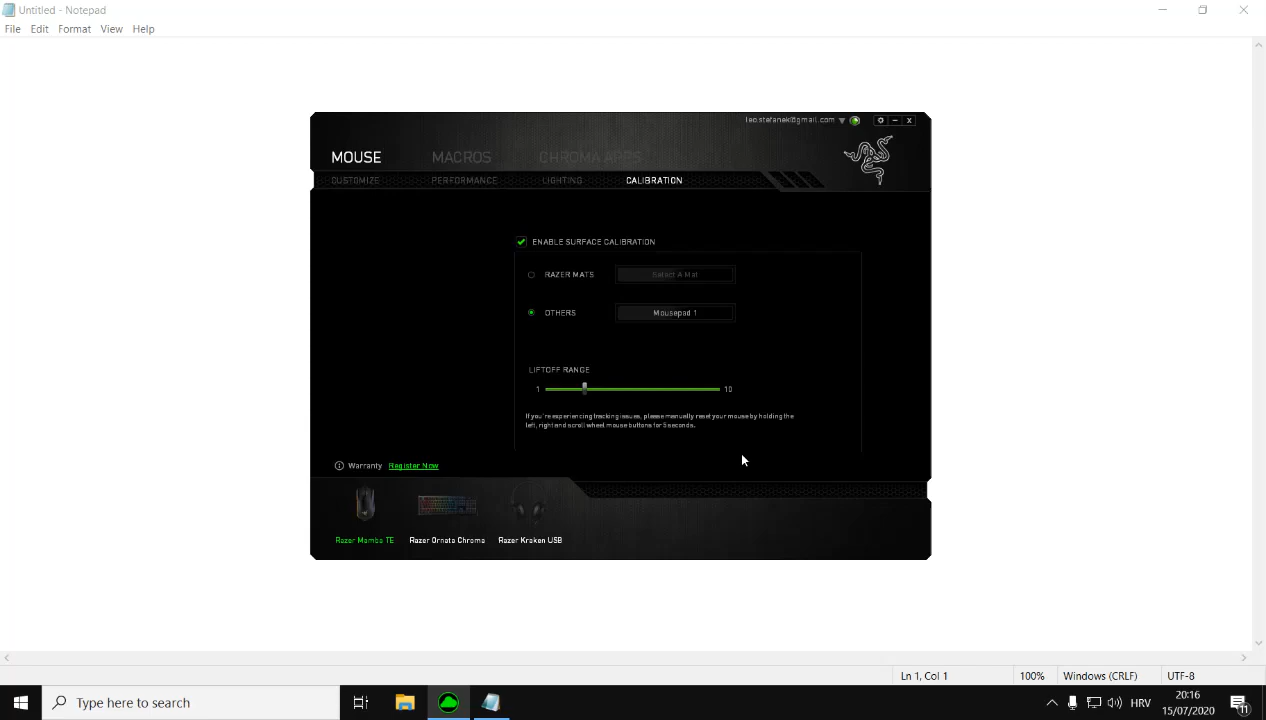 Untitled - Notepad
File Edit Format View Help
leo.stefanek@gmail.com
MOUSE MACROS CHROMA APPS
CUSTOMIZE PERFORMANCE LIGHTING CALIBRATION
ENABLE SURFACE CALIBRATION
RAZER MATS Select A Mat
OTHERS Mousepad 1
LIFTOFF RANGE
1 10
If you're experiencing tracking issues, please manually reset your mouse by holding the
left, right and scroll wheel mouse buttons for 5 seconds.
Warranty Register Now
Razer Mamba TE Razer Ornata Chroma Razer Kraken USB
Ln 1, Col 1 100% Windows (CRLF) UTF-8
Type here to search HRV 20:16
15/07/2020 11